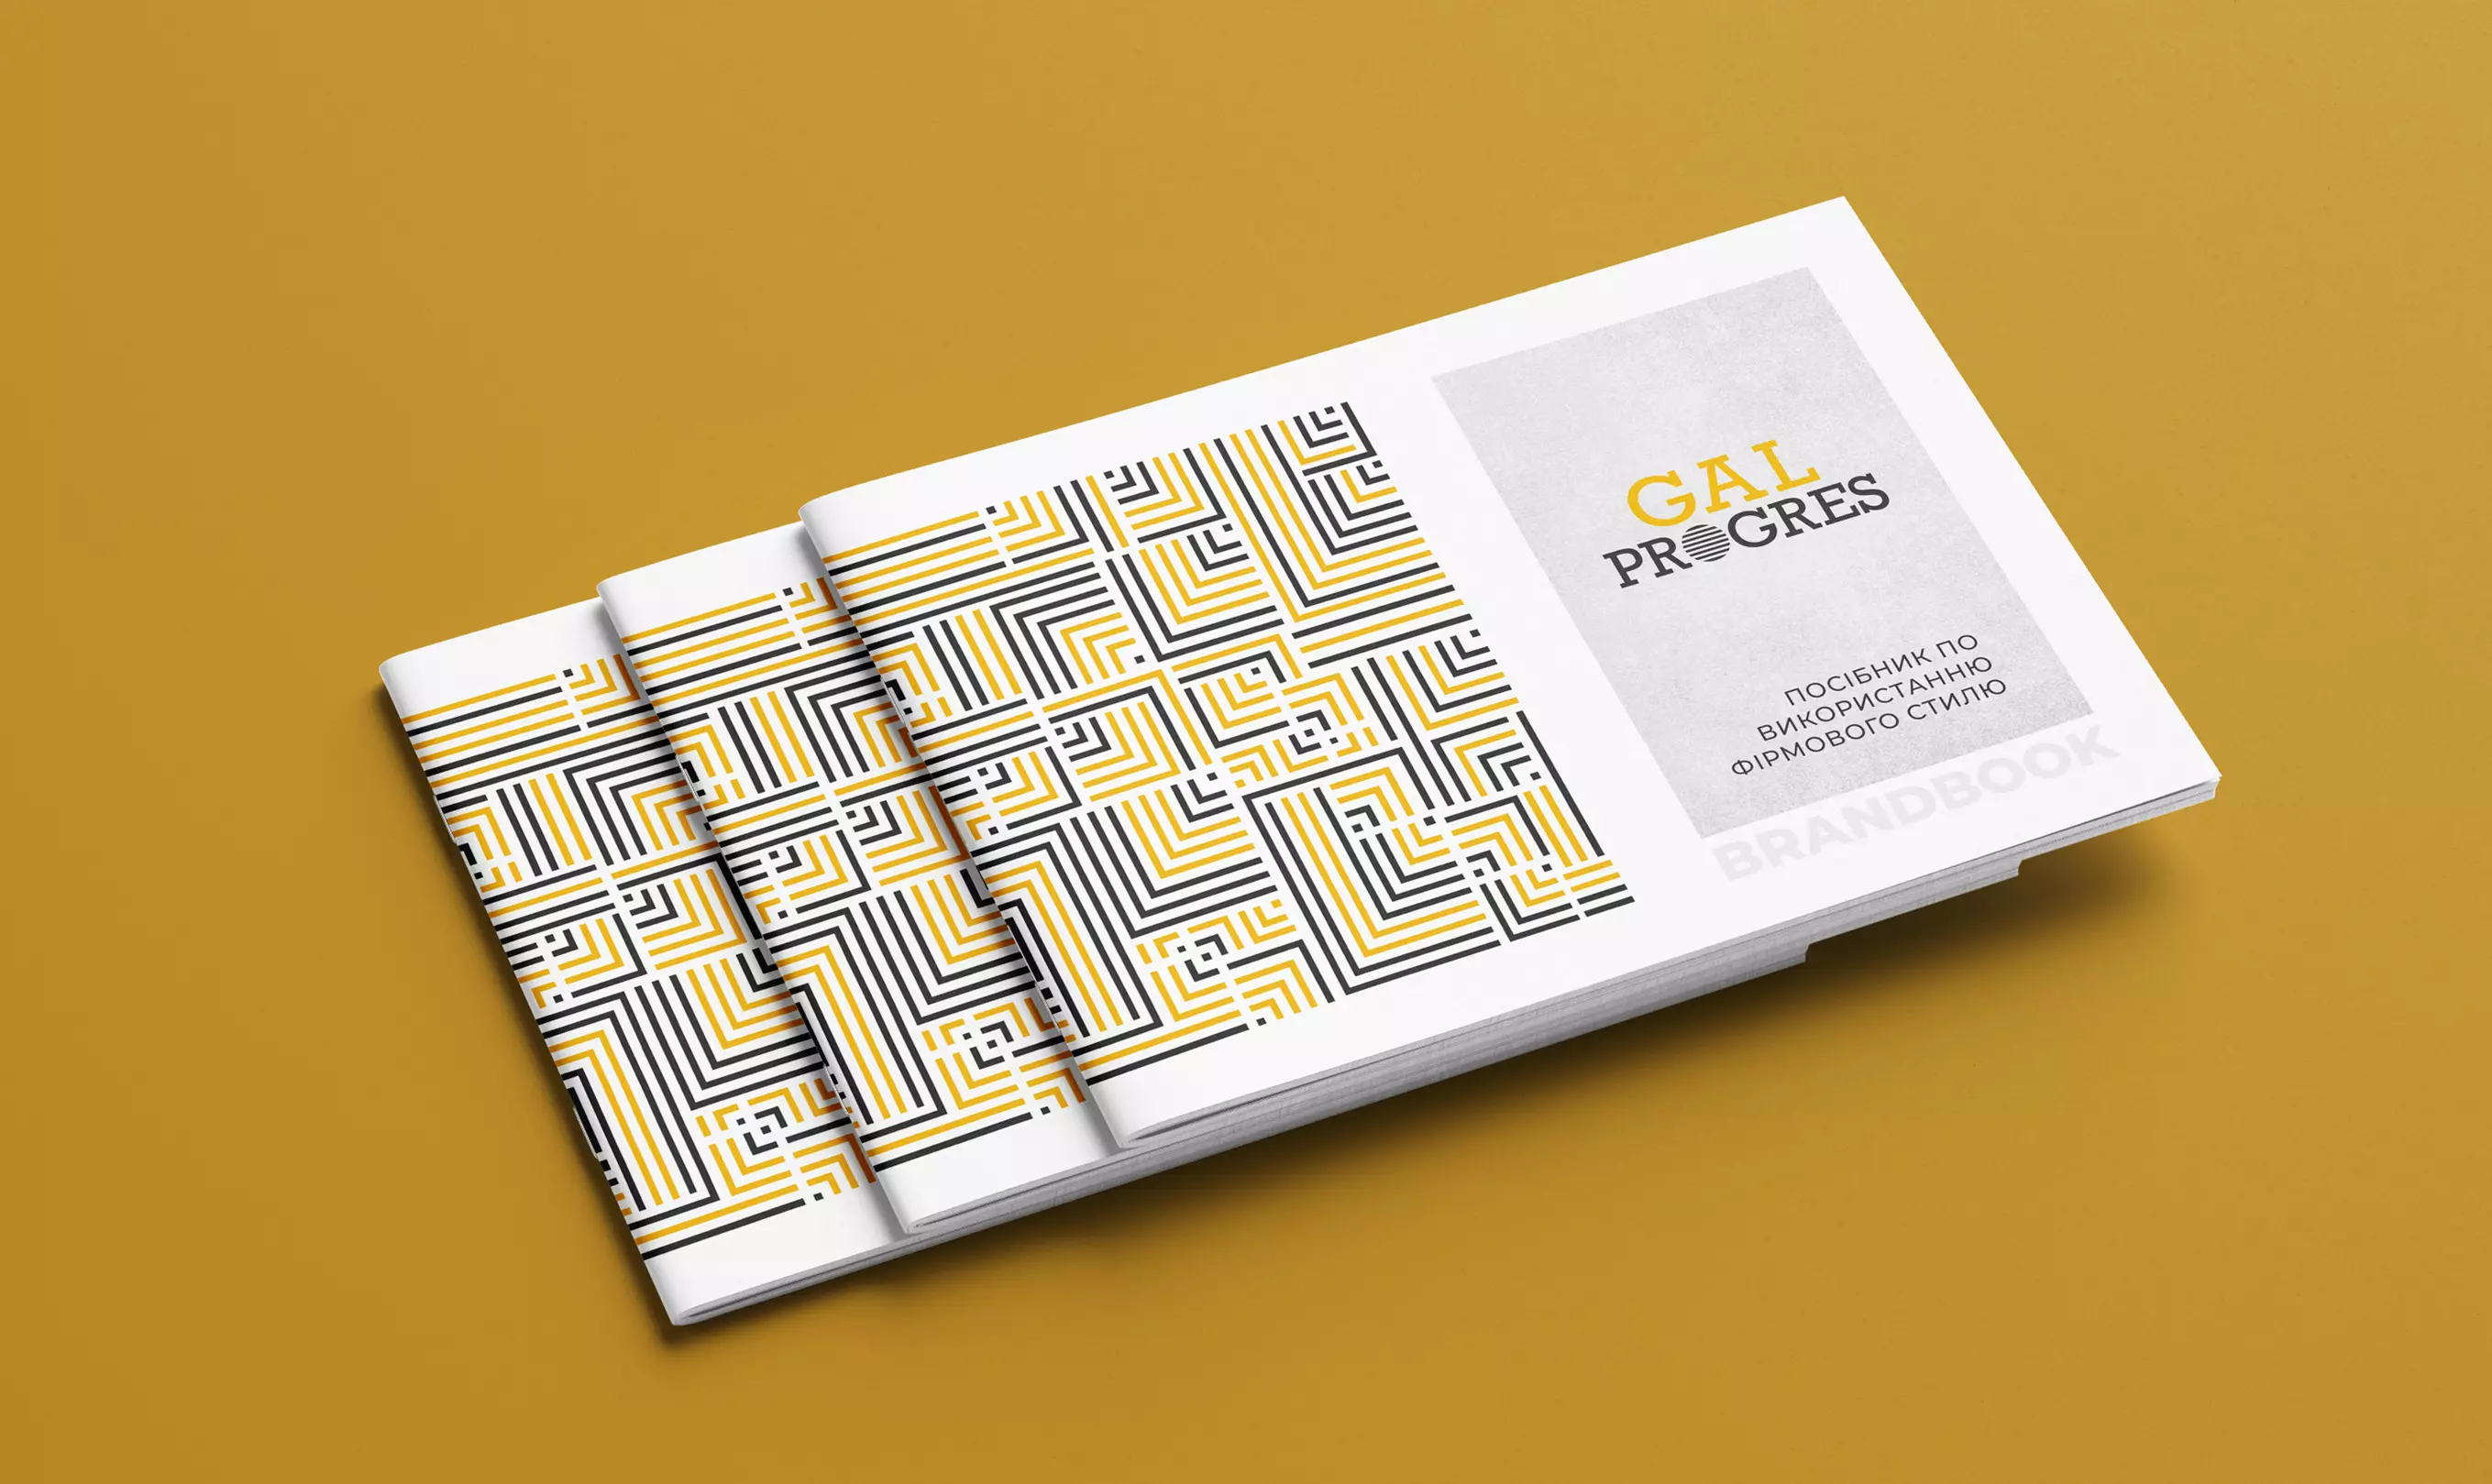 GAL
PROGRES
ПОСІБНИК ПО
ВИКОРИСТАННЮ
ФІРМОВОГО СТИЛЮ
BRANDBOOK